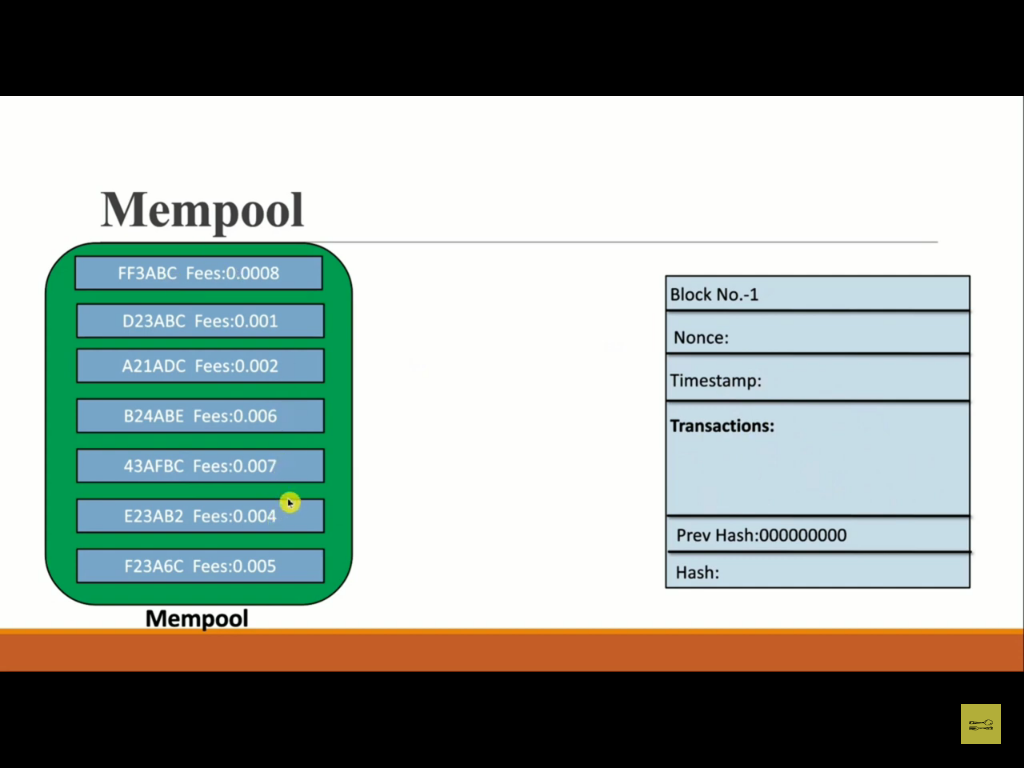 Mempool
FF3ABC Fees:0.0008
D23ABC Fees:0.001
A21ADC Fees:0.002
B24ABE Fees:0.006
43AFBC Fees:0.007
E23AB2 Fees:0.004
F23A6C Fees:0.005
Mempool
Block No.-1
Nonce:
Timestamp:
Transactions:
Prev Hash:000000000
Hash: